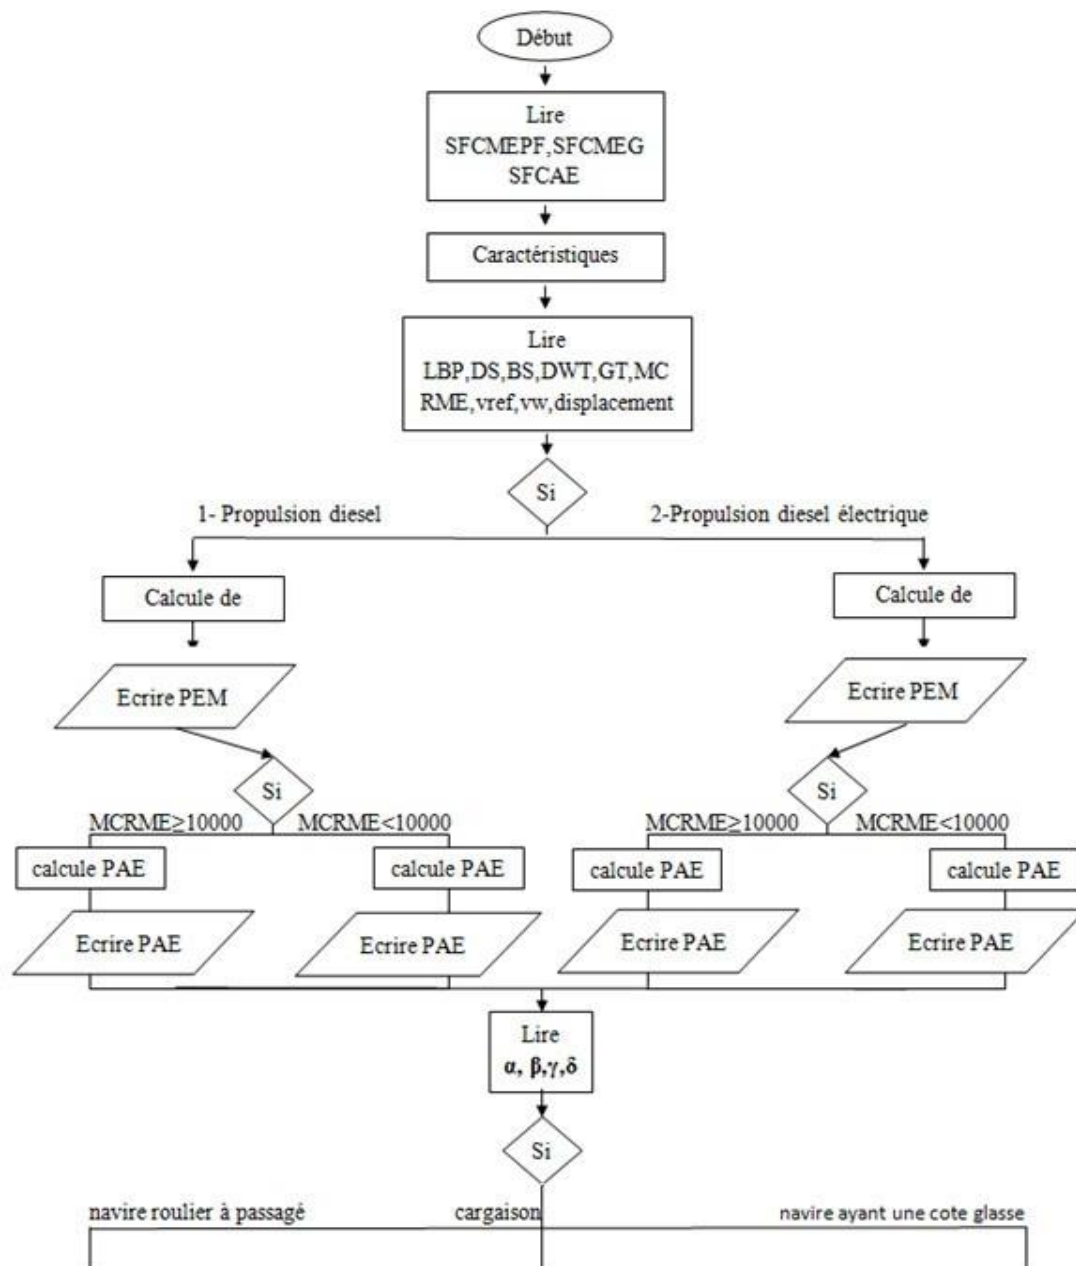 Début
Lire
SFCMEPF,SFCMEG
SFCAE
Caractéristiques
Lire
LBP,DS,BS,DWT,GT,MC
RME,vref,vw,displacement
Si
1- Propulsion diesel
2-Propulsion diesel électrique
Calcule de
Calcule de
Ecrire PEM
Ecrire PEM
Si
Si
MCRME≥10000
MCRME<10000
MCRME≥10000
MCRME<10000
calcule PAE
calcule PAE
calcule PAE
calcule PAE
Ecrire PAE
Ecrire PAE
Ecrire PAE
Ecrire PAE
Lire
α, β,γ,δ
Si
navire roulier à passagé
cargaison
navire ayant une cote glasse